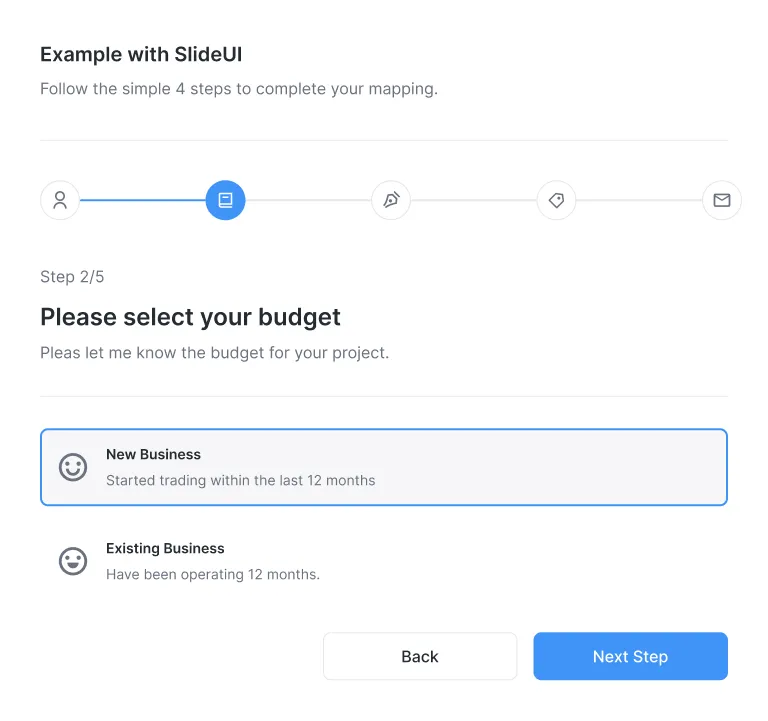 Example with SlideUI
Follow the simple 4 steps to complete your mapping.
Step 2/5
Please select your budget
Pleas let me know the budget for your project.
New Business
Started trading within the last 12 months
Existing Business
Have been operating 12 months.
Back
Next Step